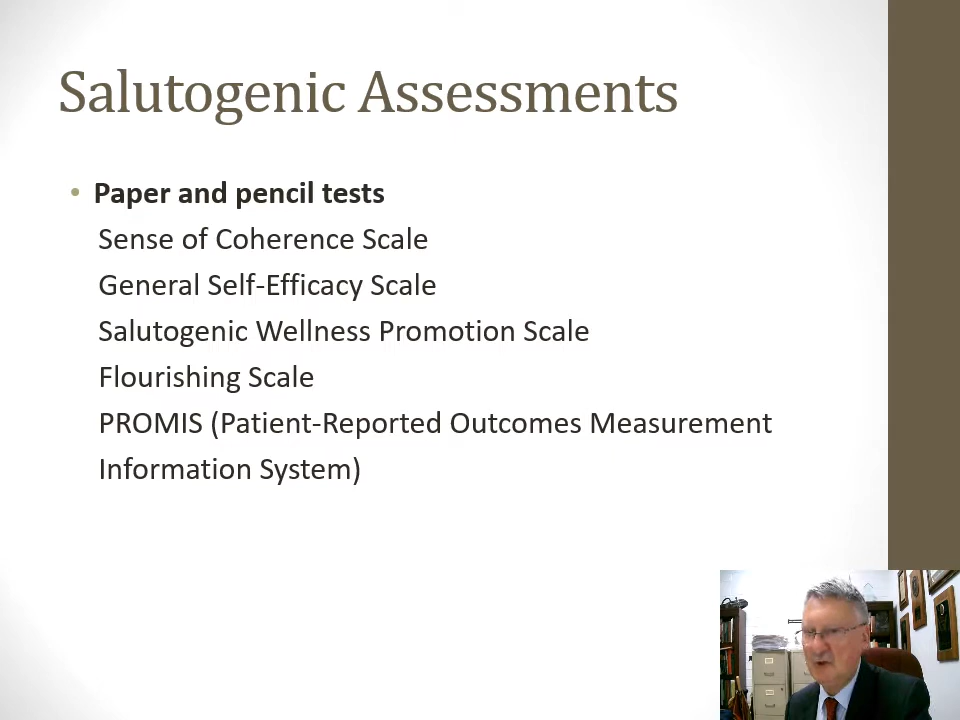 Salutogenic Assessments
• Paper and pencil tests
Sense of Coherence Scale
General Self-Efficacy Scale
Salutogenic Wellness Promotion Scale
Flourishing Scale
PROMIS (Patient-Reported Outcomes Measurement
Information System)